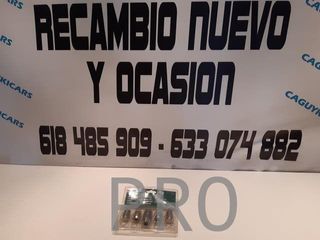 RECAMBIO NUEVO
Y OCASION
618 485 909 - 633 074 882
PRO